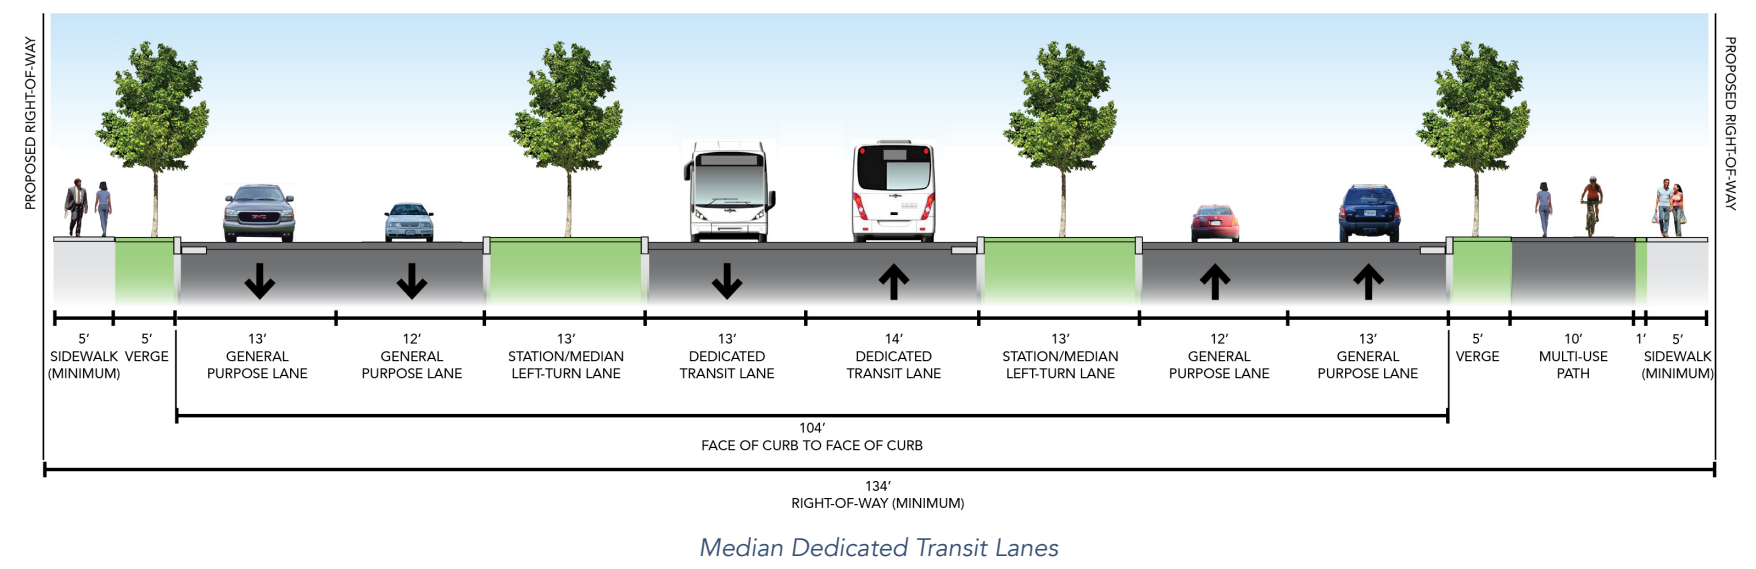 PROPOSED RIGHT-OF-WAY
PROPOSED RIGHT-OF-WAY
5’
SIDEWALK
(MINIMUM)
5’
VERGE
13’
GENERAL
PURPOSE LANE
12’
GENERAL
PURPOSE LANE
13’
STATION/MEDIAN
LEFT-TURN LANE
13’
DEDICATED
TRANSIT LANE
14’
DEDICATED
TRANSIT LANE
13’
STATION/MEDIAN
LEFT-TURN LANE
12’
GENERAL
PURPOSE LANE
13’
GENERAL
PURPOSE LANE
5’
VERGE
10’
MULTI-USE
PATH
1’
5’
SIDEWALK
(MINIMUM)
104’
FACE OF CURB TO FACE OF CURB
134’
RIGHT-OF-WAY (MINIMUM)
Median Dedicated Transit Lanes